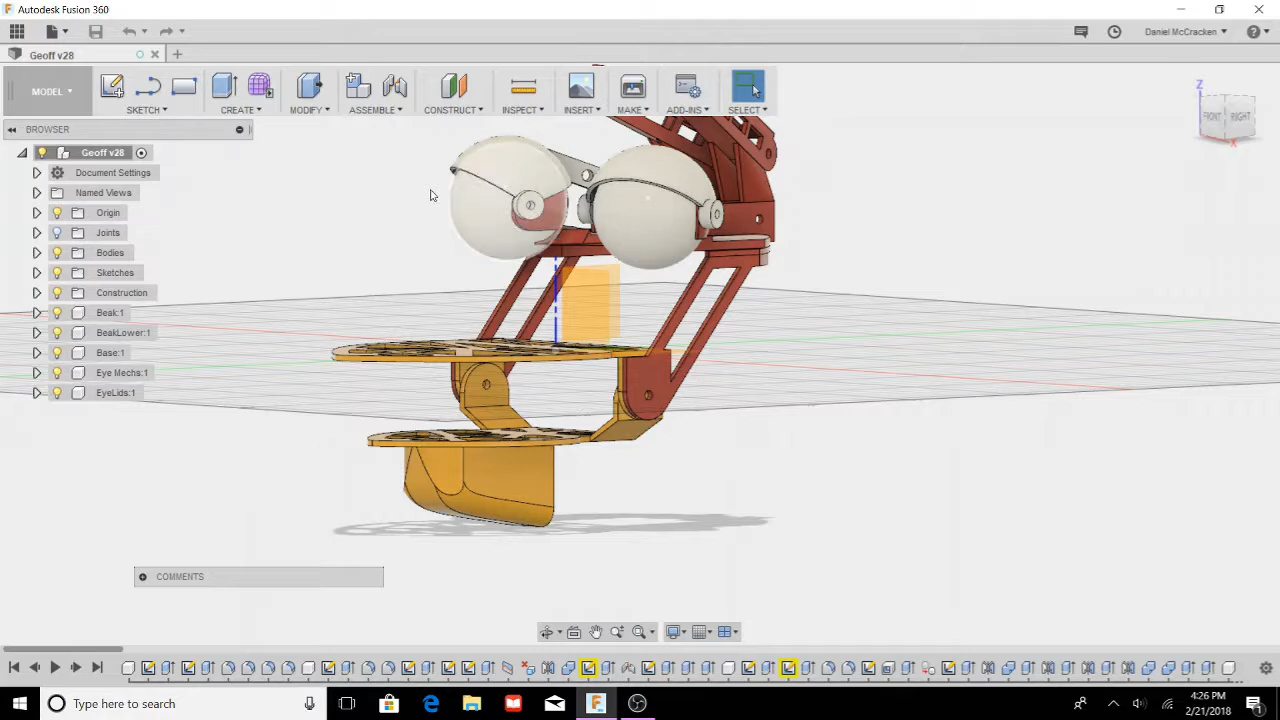 Autodesk Fusion 360
Daniel McCracken
Geoff v28
MODEL
SKETCH
CREATE
MODIFY
ASSEMBLE
CONSTRUCT
INSPECT
INSERT
MAKE
ADD-INS
SELECT
BROWSER
Geoff v28
Document Settings
Named Views
Origin
Joints
Bodies
Sketches
Construction
Beak:1
BeakLower:1
Base:1
Eye Mechs:1
EyeLids:1
Z
FRONT
RIGHT
X
COMMENTS
Type here to search
4:26 PM
2/21/2018
1